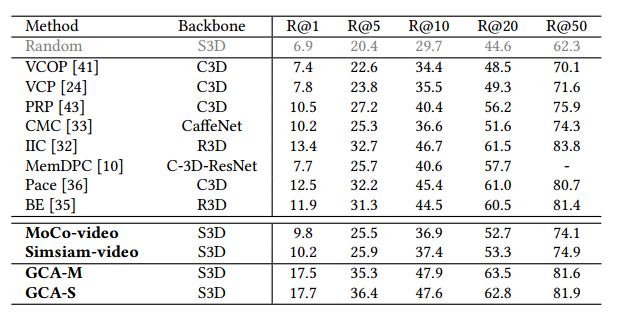 Method Backbone R@1 R@5 R@10 R@20 R@50
Random S3D 6.9 20.4 29.7 44.6 62.3
VCOP [41] C3D 7.4 22.6 34.4 48.5 70.1
VCP [24] C3D 7.8 23.8 35.5 49.3 71.6
PRP [43] C3D 10.5 27.2 40.4 56.2 75.9
CMC [33] CaffeNet 10.2 25.3 36.6 51.6 74.3
IIC [32] R3D 13.4 32.7 46.7 61.5 83.8
MemDPC [10] C-3D-ResNet 7.7 25.7 40.6 57.7 -
Pace [36] C3D 12.5 32.2 45.4 61.0 80.7
BE [35] R3D 11.9 31.3 44.5 60.5 81.4
MoCo-video S3D 9.8 25.5 36.9 52.7 74.1
Simsiam-video S3D 10.2 25.9 37.4 53.3 74.9
GCA-M S3D 17.5 35.3 47.9 63.5 81.6
GCA-S S3D 17.7 36.4 47.6 62.8 81.9